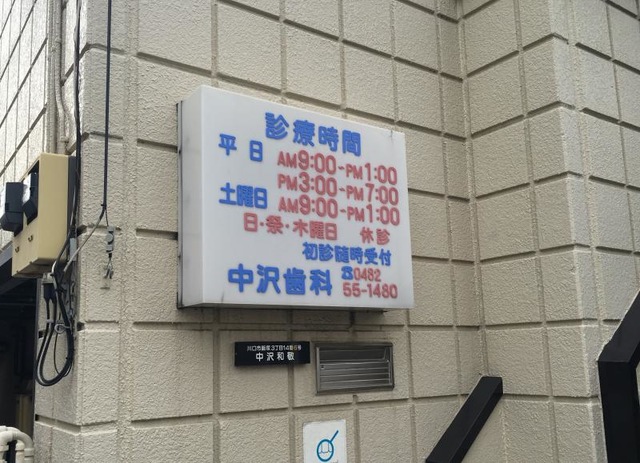 診療時間
平日 AM9:00-PM1:00
PM3:00-PM7:00
土曜日 AM9:00-PM1:00
日・祭・木曜日 休診
初診随時受付
中沢歯科 ☎0482
55-1480
中沢和敬